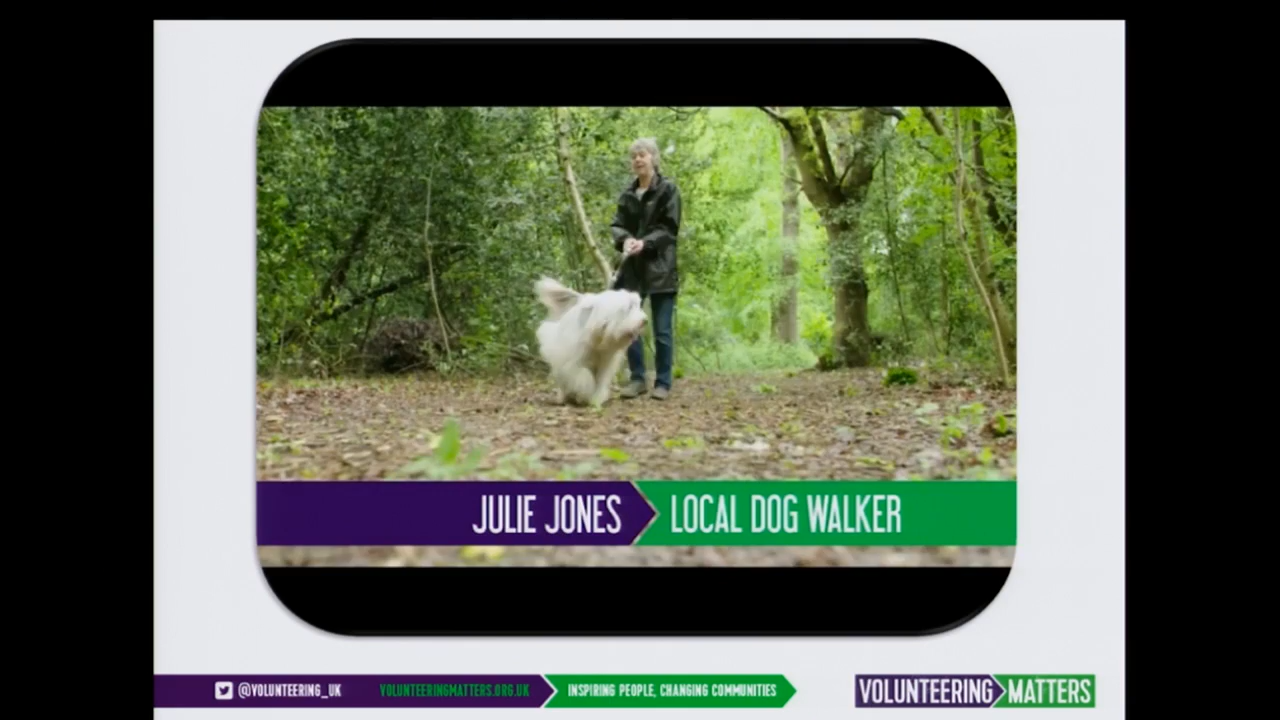 JULIE JONES LOCAL DOG WALKER
@VOLUNTEERING_UK VOLUNTEERINGMATTERS.ORG.UK INSPIRING PEOPLE, CHANGING COMMUNITIES VOLUNTEERING MATTERS